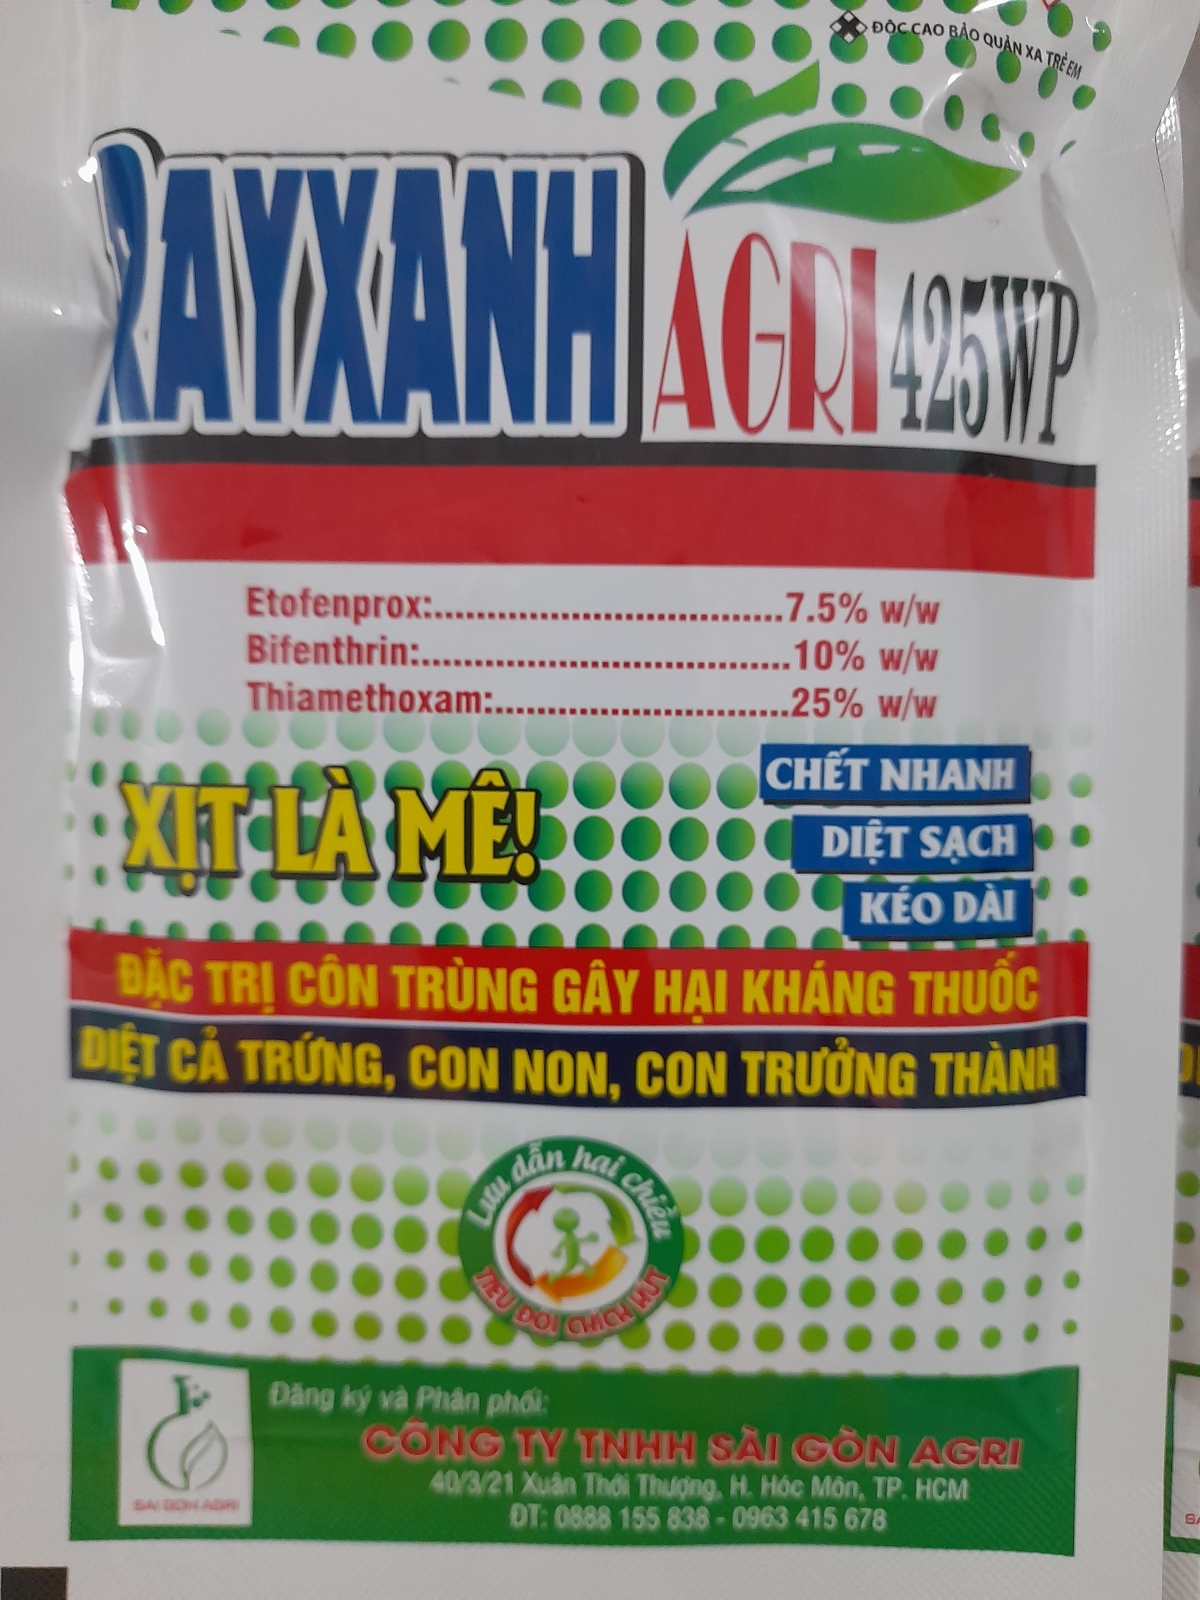 ĐỘC CAO BẢO QUẢN XA TRẺ EM
RAYXANH AGRI 425WP
Etofenprox:..................................7.5% w/w
Bifenthrin:....................................10% w/w
Thiamethoxam:.............................25% w/w
XỊT LÀ MÊ!
CHẾT NHANH
DIỆT SẠCH
KÉO DÀI
ĐẶC TRỊ CÔN TRÙNG GÂY HẠI KHÁNG THUỐC
DIỆT CẢ TRỨNG, CON NON, CON TRƯỞNG THÀNH
Lưu dẫn hai chiều
TIÊU ĐỜI CHÍCH HÚT
Đăng ký và Phân phối:
CÔNG TY TNHH SÀI GÒN AGRI
40/3/21 Xuân Thới Thượng, H. Hóc Môn, TP. HCM
ĐT: 0888 155 838 - 0963 415 678
SAI GON AGRI